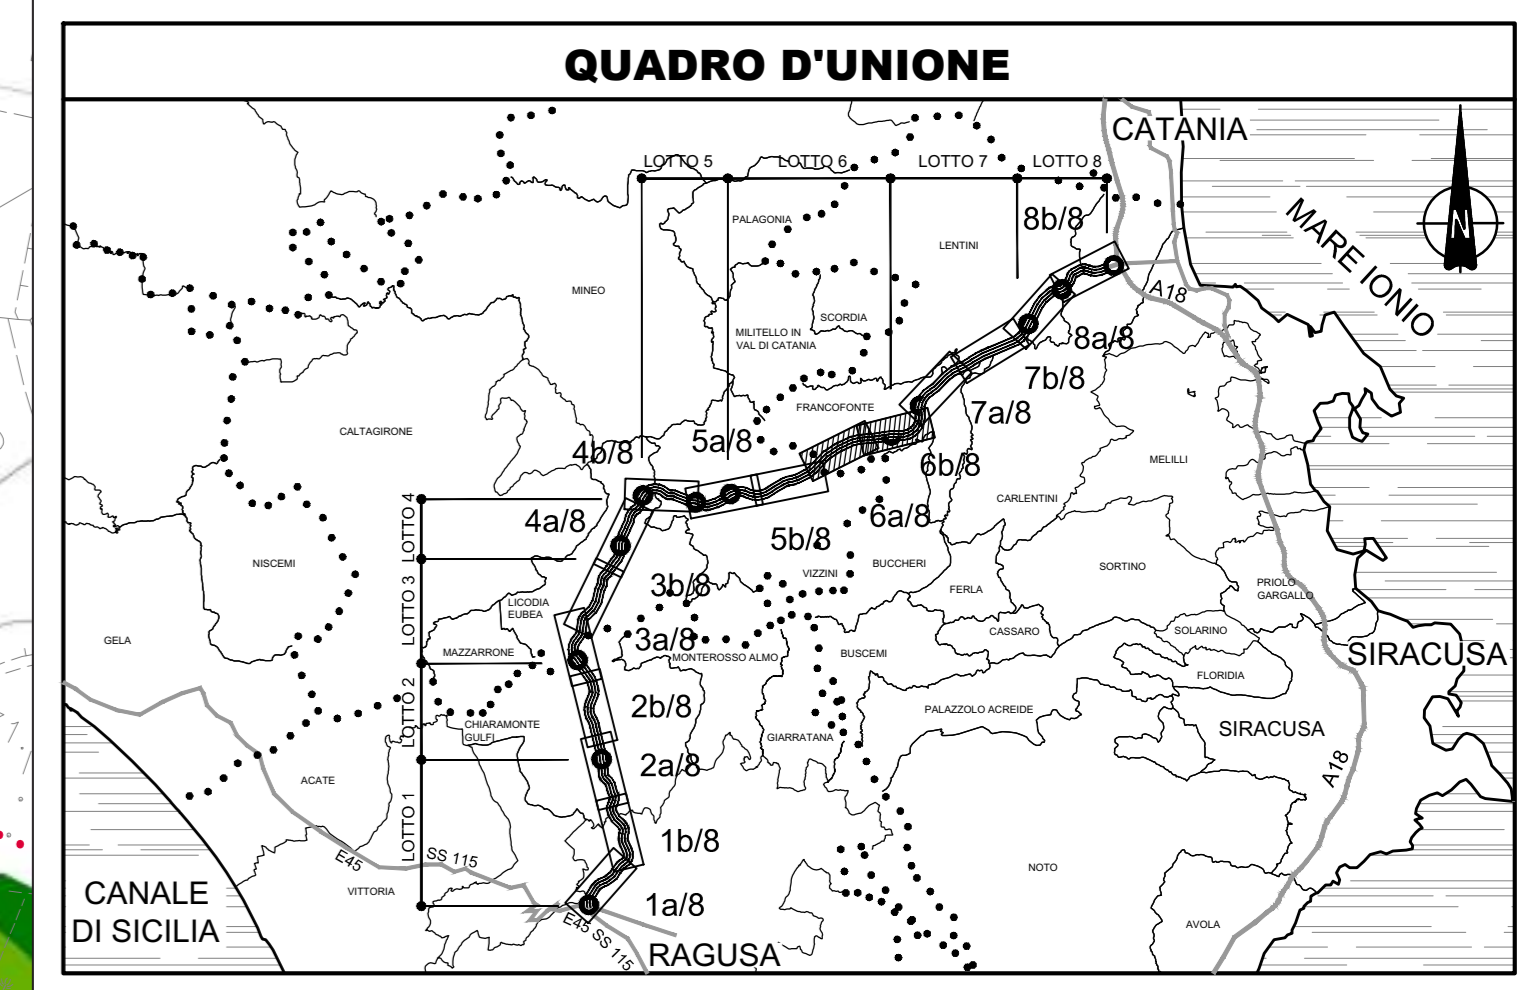 QUADRO D'UNIONE
CATANIA
LOTTO 5
LOTTO 6
LOTTO 7
LOTTO 8
PALAGONIA
8b/8
LENTINI
N
MARE IONIO
MINEO
A18
SCORDIA
MILITELLO IN
VAL DI CATANIA
8a/8
7b/8
FRANCOFONTE
7a/8
CALTAGIRONE
4b/8
5a/8
6b/8
MELILLI
CARLENTINI
LOTTO 4
4a/8
6a/8
5b/8
NISCEMI
VIZZINI
BUCCHERI
SORTINO
PRIOLO
GARGALLO
3b/8
FERLA
LOTTO 3
LICODIA
EUBEA
GELA
3a/8
CASSARO
SOLARINO
MAZZARRONE
MONTEROSSO ALMO
BUSCEMI
SIRACUSA
FLORIDIA
LOTTO 2
2b/8
PALAZZOLO ACREIDE
CHIARAMONTE
GULFI
GIARRATANA
SIRACUSA
2a/8
A18
ACATE
LOTTO 1
1b/8
E45
SS 115
NOTO
VITTORIA
CANALE
DI SICILIA
1a/8
E45 SS 115
AVOLA
RAGUSA